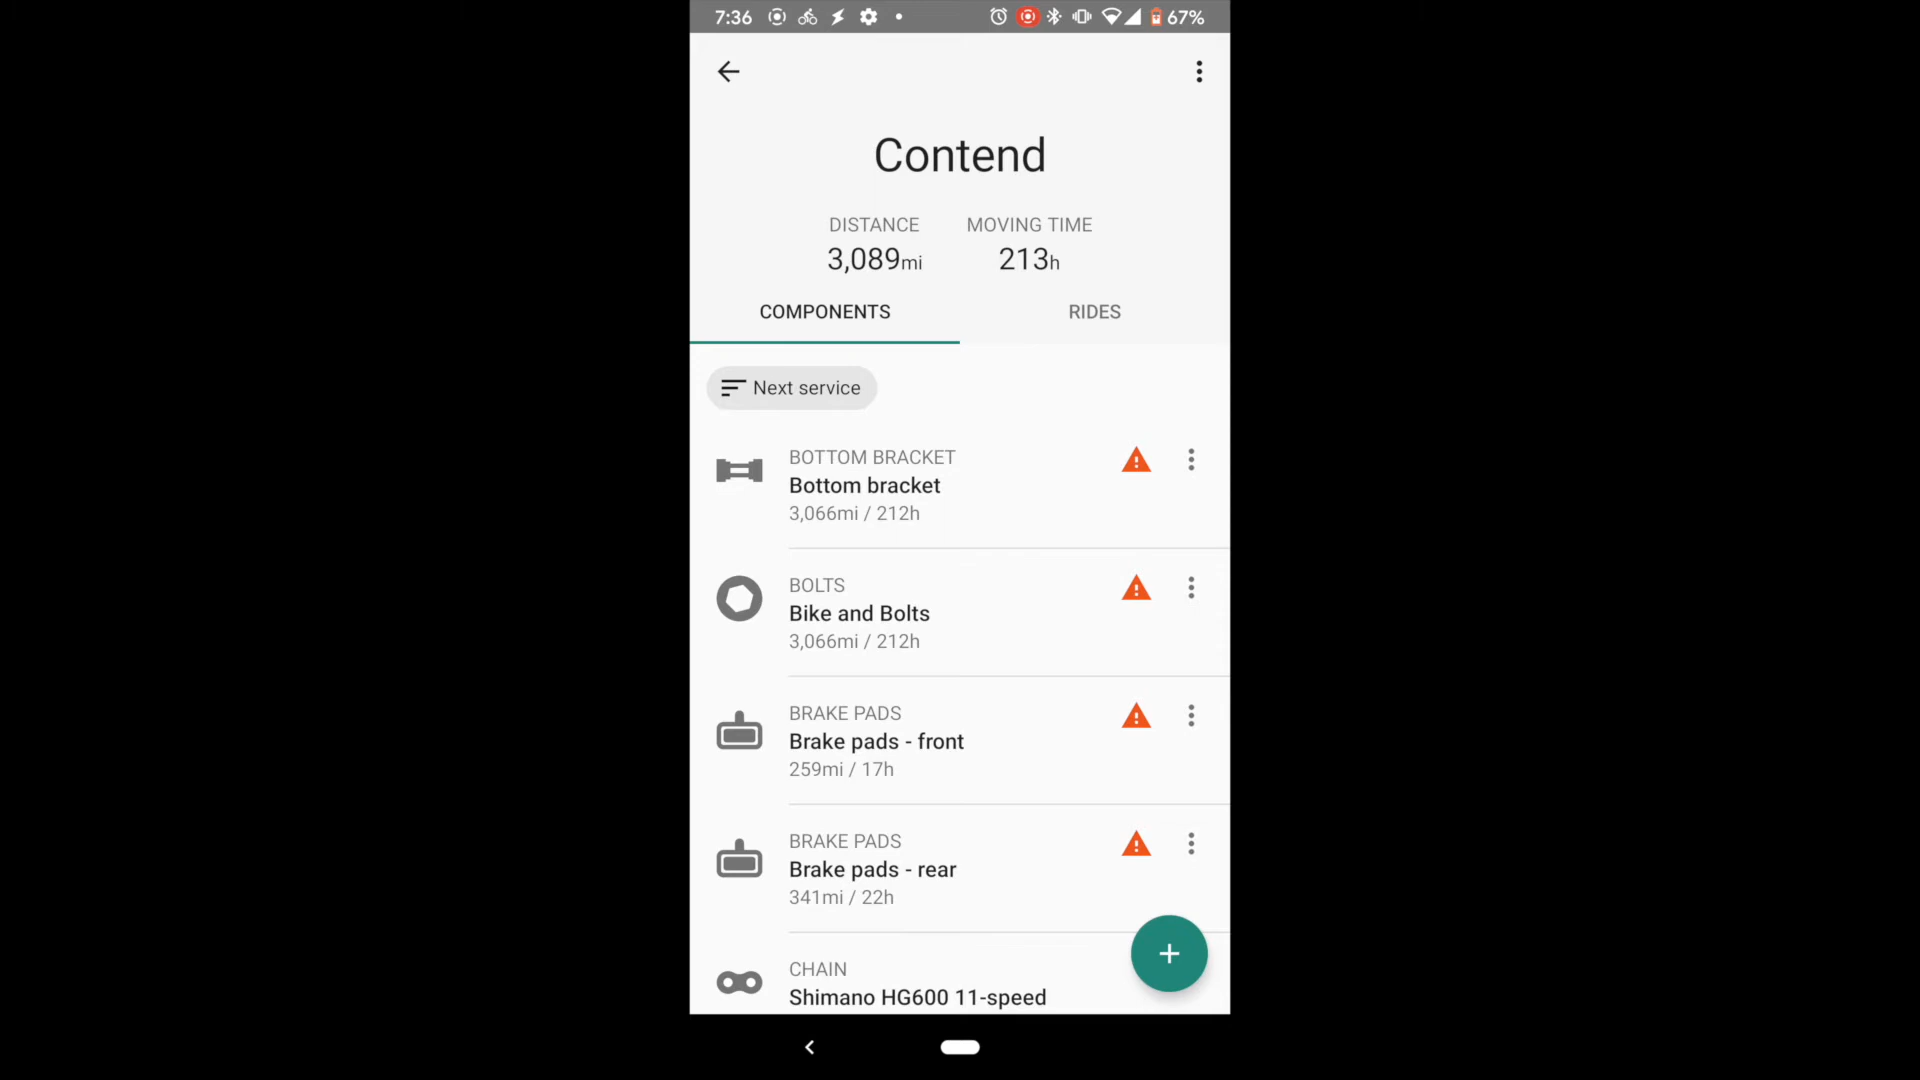 7:36
67%
Contend
DISTANCE
MOVING TIME
3,089mi
213h
COMPONENTS
RIDES
Next service
BOTTOM BRACKET
Bottom bracket
3,066mi / 212h
BOLTS
Bike and Bolts
3,066mi / 212h
BRAKE PADS
Brake pads - front
259mi / 17h
BRAKE PADS
Brake pads - rear
341mi / 22h
CHAIN
Shimano HG600 11-speed